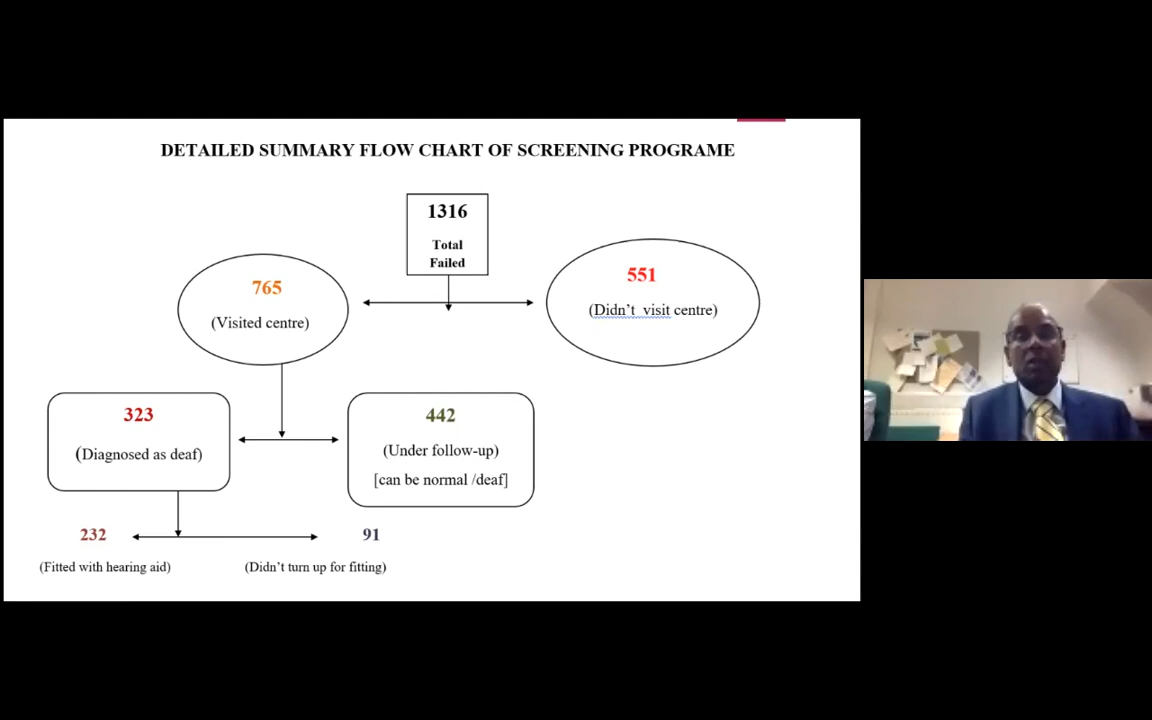 DETAILED SUMMARY FLOW CHART OF SCREENING PROGRAME
1316
Total
Failed
765
(Visited centre)
551
(Didn't visit centre)
323
(Diagnosed as deaf)
442
(Under follow-up)
[can be normal /deaf]
232
(Fitted with hearing aid)
91
(Didn't turn up for fitting)